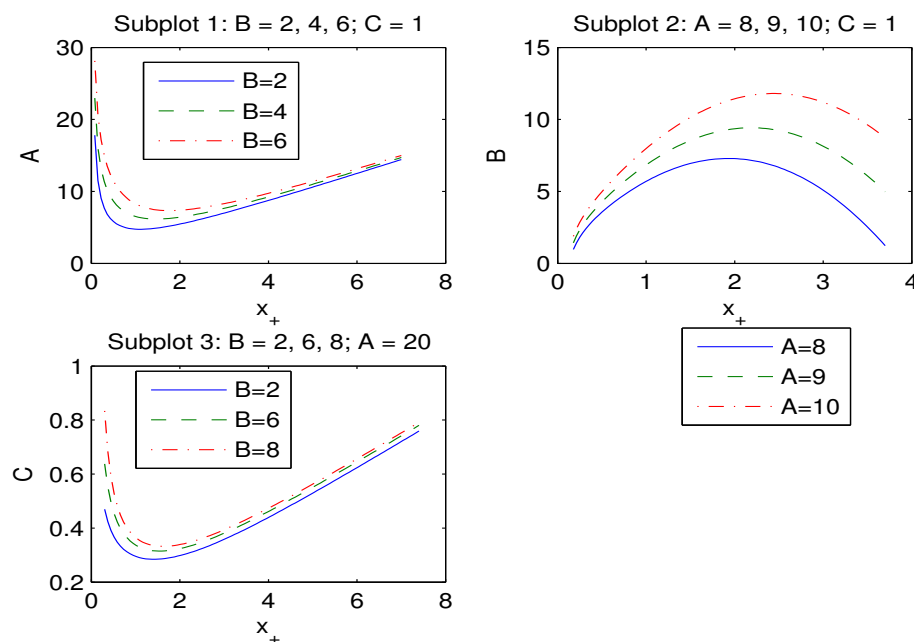 Subplot 1: B = 2, 4, 6; C = 1
30
20
10
0
A
B=2
B=4
B=6
0 2 4 6 8
x+
Subplot 2: A = 8, 9, 10; C = 1
15
10
5
0
B
0 1 2 3 4
x+
A=8
A=9
A=10
Subplot 3: B = 2, 6, 8; A = 20
1
0.8
0.6
0.4
0.2
C
B=2
B=6
B=8
0 2 4 6 8
x+